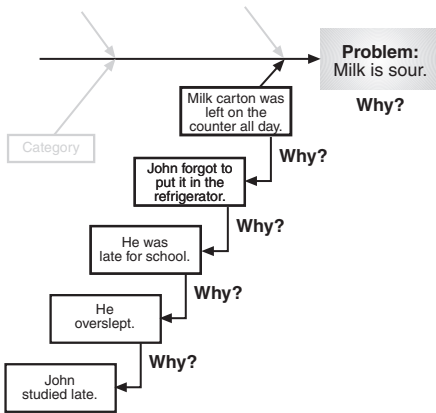 Problem:
Milk is sour.
Why?
Milk carton was
left on the
counter all day.
Category
Why?
John forgot to
put it in the
refrigerator.
Why?
He was
late for school.
Why?
He
overslept.
Why?
John
studied late.